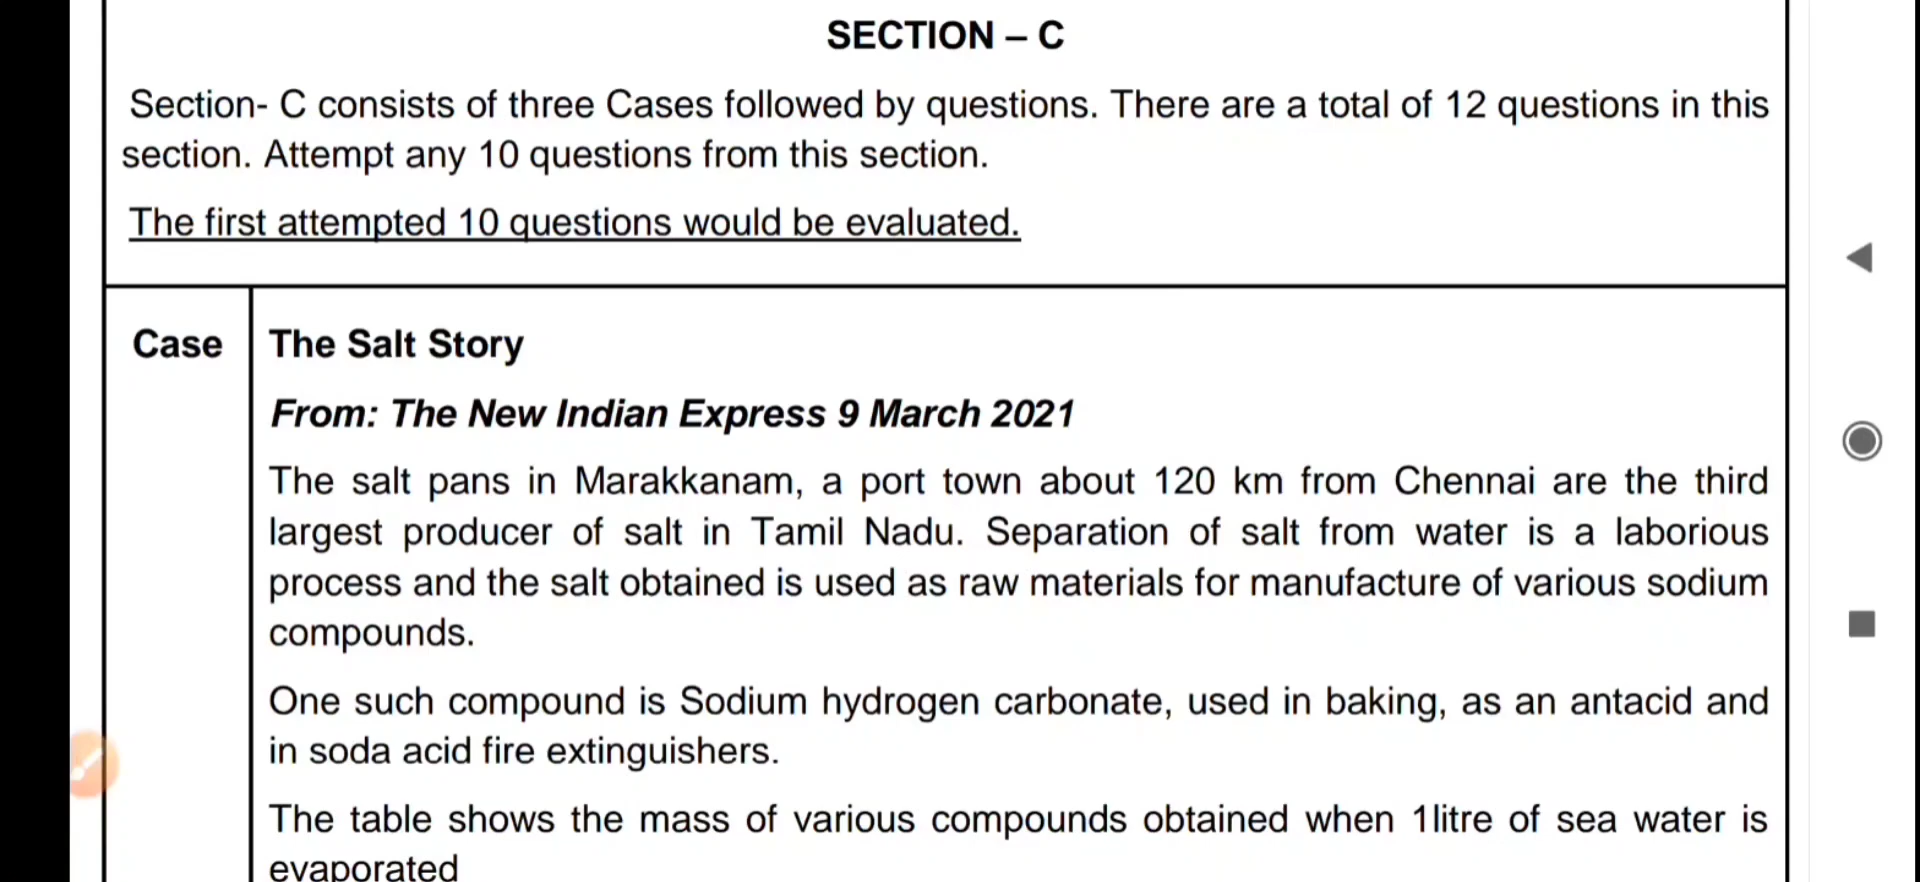 SECTION – C
Section- C consists of three Cases followed by questions. There are a total of 12 questions in this
section. Attempt any 10 questions from this section.
The first attempted 10 questions would be evaluated.
Case
The Salt Story
From: The New Indian Express 9 March 2021
The salt pans in Marakkanam, a port town about 120 km from Chennai are the third
largest producer of salt in Tamil Nadu. Separation of salt from water is a laborious
process and the salt obtained is used as raw materials for manufacture of various sodium
compounds.
One such compound is Sodium hydrogen carbonate, used in baking, as an antacid and
in soda acid fire extinguishers.
The table shows the mass of various compounds obtained when 1litre of sea water is
evaporated